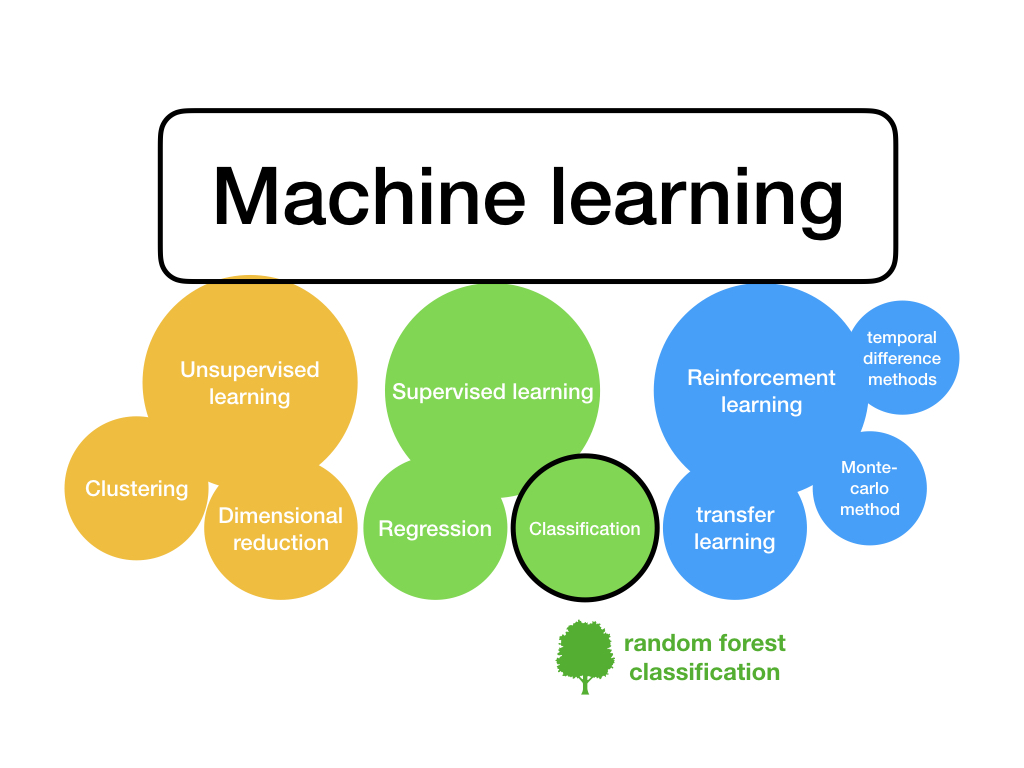 Machine learning
Unsupervised
learning
Clustering
Dimensional
reduction
Supervised learning
Regression
Classification
Reinforcement
learning
temporal
difference
methods
Monte-
carlo
method
transfer
learning
random forest
classification